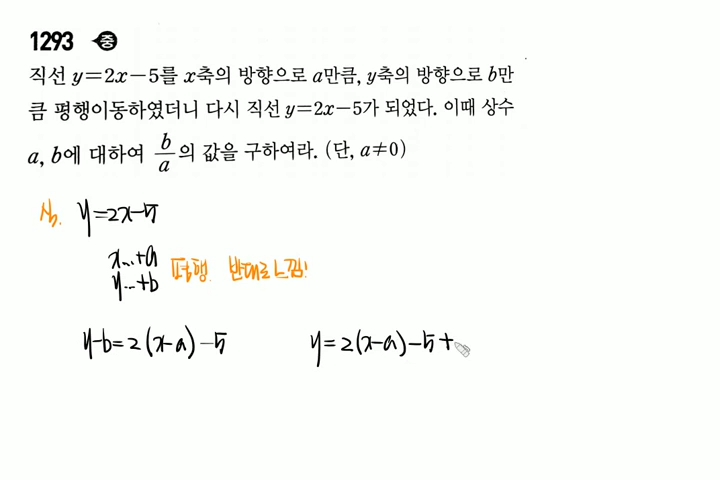 1293 중
직선 y=2x-5를 x축의 방향으로 a만큼, y축의 방향으로 b만
큼 평행이동하였더니 다시 직선 y=2x-5가 되었다. 이때 상수
a, b에 대하여 b/a의 값을 구하여라. (단, a≠0)
y=2x-5
x...+a
y...+b
평행. 반대로 느낌!
y-b=2(x-a)-5 y=2(x-a)-5+